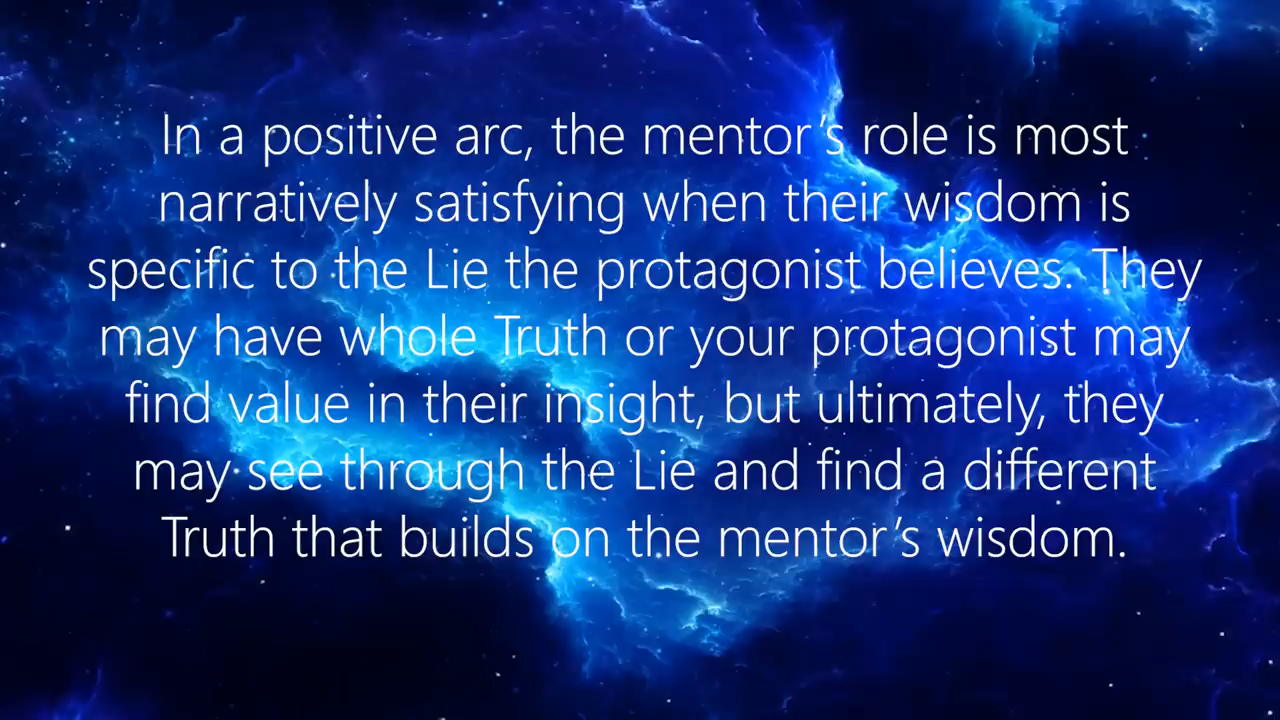 In a positive arc, the mentor’s role is most
narratively satisfying when their wisdom is
specific to the Lie the protagonist believes. They
may have whole Truth or your protagonist may
find value in their insight, but ultimately, they
may see through the Lie and find a different
Truth that builds on the mentor’s wisdom.